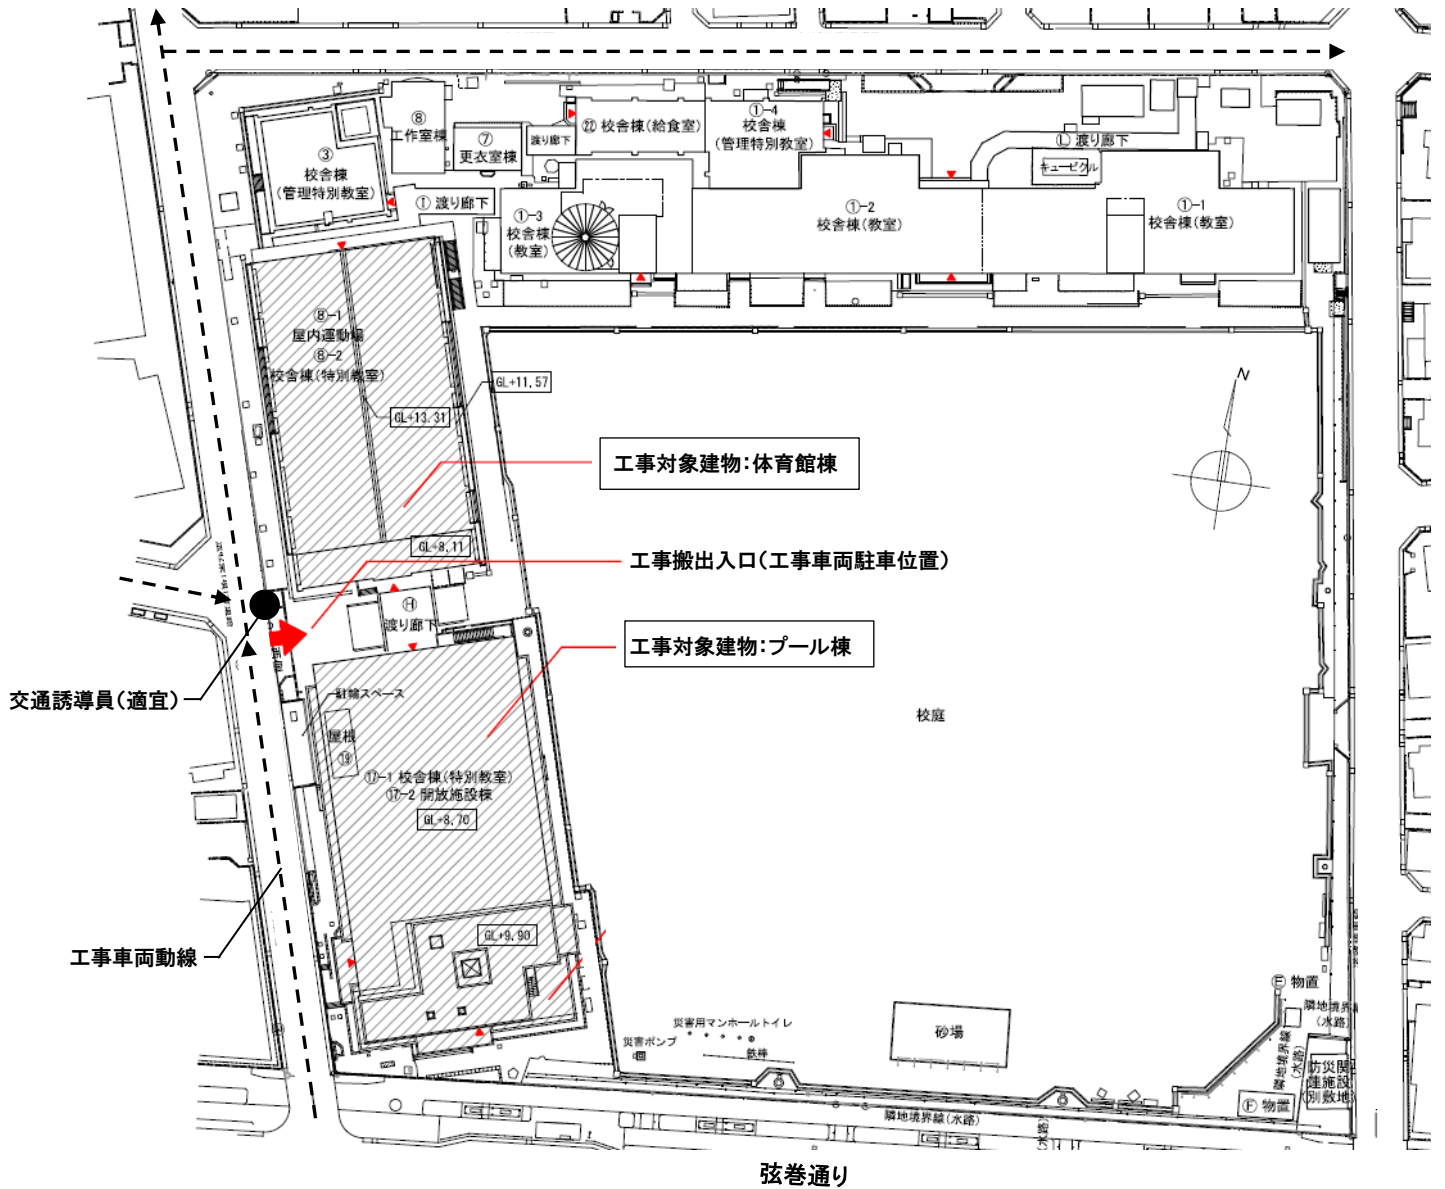 ⑧
工作室棟
⑦
更衣室棟
渡り廊下
㉒ 校舎棟(給食室)
①-4
校舎棟
(管理特別教室)
Ⓛ 渡り廊下
キュービクル
③
校舎棟
(管理特別教室)
Ⓘ 渡り廊下
①-3
校舎棟
(教室)
①-2
校舎棟(教室)
①-1
校舎棟(教室)
⑧-1
屋内運動場
⑧-2
校舎棟(特別教室)
GL+11.57
GL+13.31
N
工事対象建物:体育館棟
GL+8.11
工事搬出入口(工事車両駐車位置)
Ⓗ
渡り廊下
工事対象建物:プール棟
交通誘導員(適宜)
駐輪スペース
屋根
⑲
校庭
⑰-1 校舎棟(特別教室)
⑰-2 開放施設棟
GL+8.70
GL+9.90
工事車両動線
Ⓔ 物置
隣地境界線
(水路)
災害用マンホールトイレ
災害ポンプ
鉄棒
砂場
隣地境界線
(水路)
防災関
連施設
(別敷地)
Ⓕ 物置
隣地境界線(水路)
(水路)
弦巻通り